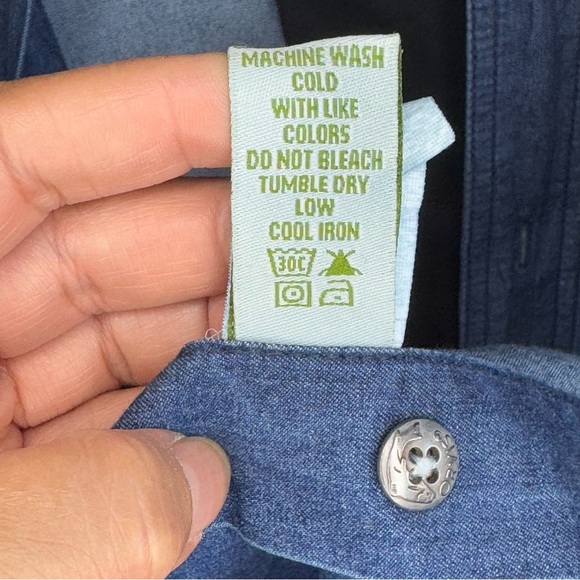 MACHINE WASH
COLD
WITH LIKE
COLORS
DO NOT BLEACH
TUMBLE DRY
LOW
COOL IRON
30C